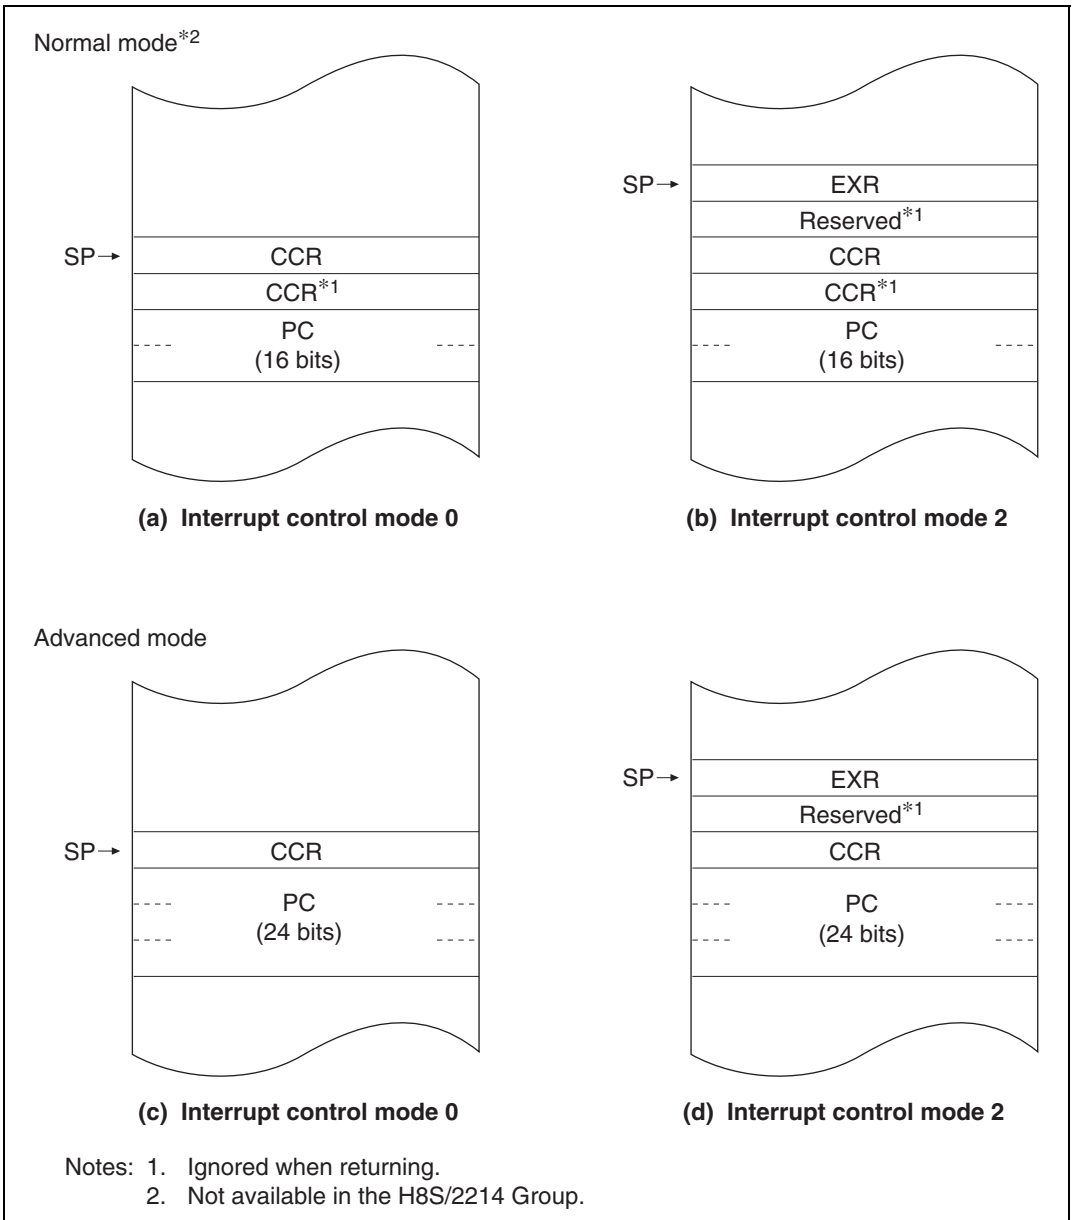 Normal mode*2
SP→
CCR
CCR*1
PC
(16 bits)
(a) Interrupt control mode 0
SP→
EXR
Reserved*1
CCR
CCR*1
PC
(16 bits)
(b) Interrupt control mode 2
Advanced mode
SP→
CCR
PC
(24 bits)
(c) Interrupt control mode 0
SP→
EXR
Reserved*1
CCR
PC
(24 bits)
(d) Interrupt control mode 2
Notes: 1. Ignored when returning.
2. Not available in the H8S/2214 Group.